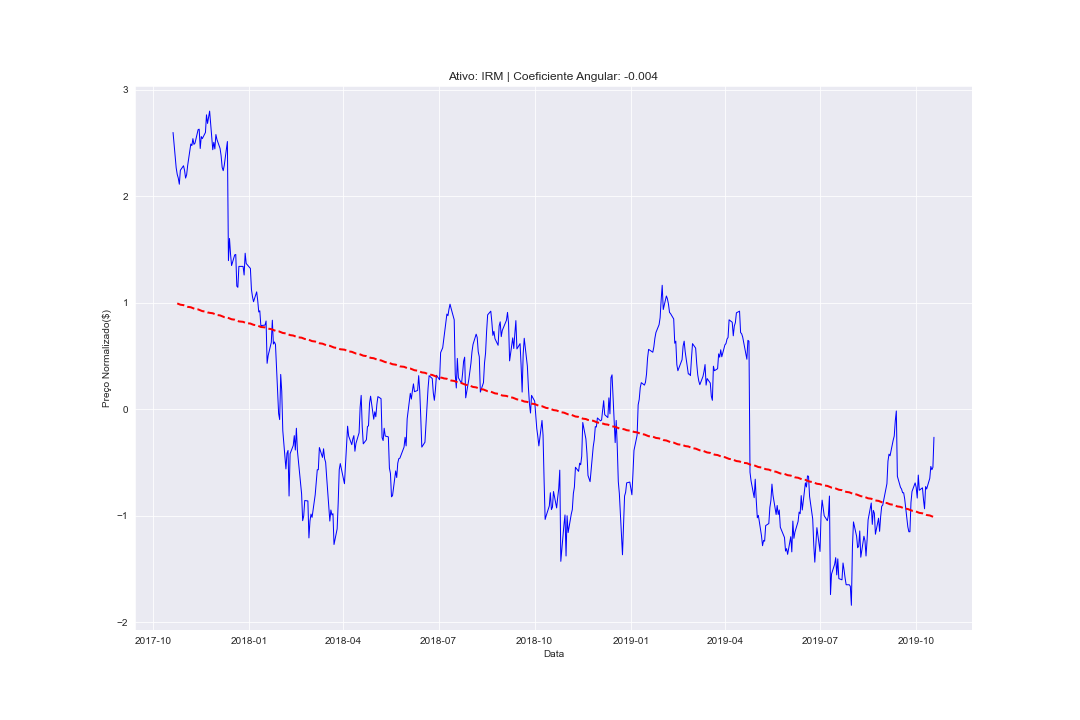 Ativo: IRM | Coeficiente Angular: -0.004
Preço Normalizado($)
3
2
1
0
−1
−2
2017-10 2018-01 2018-04 2018-07 2018-10 2019-01 2019-04 2019-07 2019-10
Data